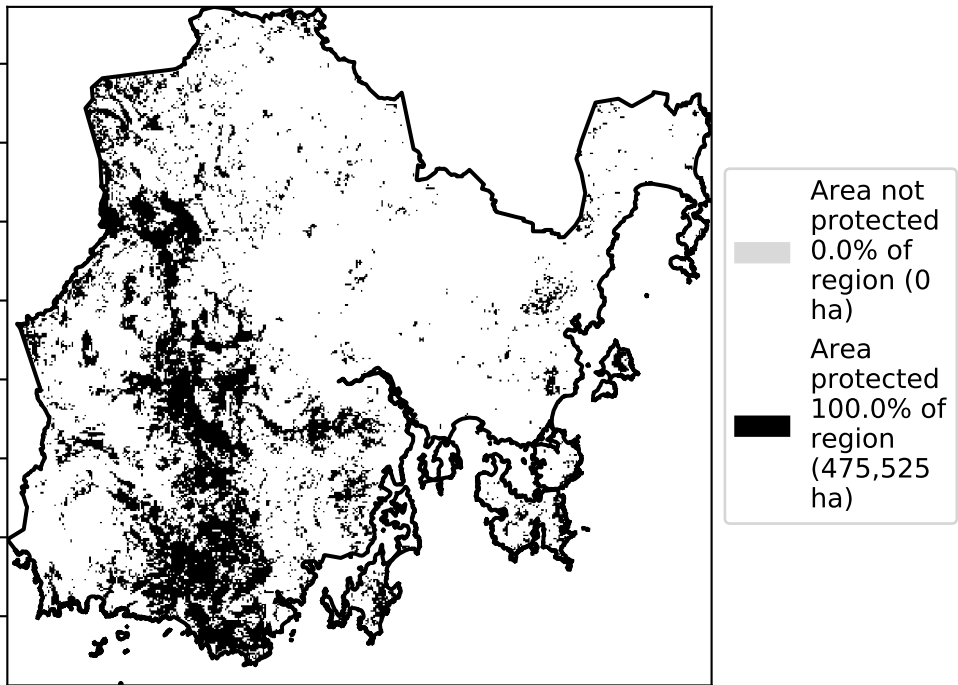 Area not
protected
0.0% of
region (0
ha)
Area
protected
100.0% of
region
(475,525
ha)